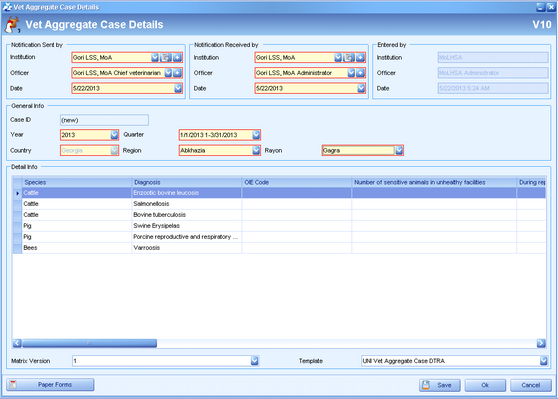 Vet Aggregate Case Details
Vet Aggregate Case Details V10
Notification Sent by Notification Received by Entered by
Institution Gori LSS, MoA Institution Gori LSS, MoA Institution MoLHSA
Officer Gori LSS, MoA Chief veterinarian Officer Gori LSS, MoA Administrator Officer MoLHSA Administrator
Date 5/22/2013 Date 5/22/2013 Date 5/22/2013 5:24 AM
General Info
Case ID (new)
Year 2013 Quarter 1/1/2013 1-3/31/2013
Country Georgia Region Abkhazia Rayon Gagra
Detail Info
Species Diagnosis OIE Code Number of sensitive animals in unhealthy facilities During rep
Cattle Enzootic bovine leucosis
Cattle Salmonellosis
Cattle Bovine tuberculosis
Pig Swine Erysipelas
Pig Porcine reproductive and respiratory ...
Bees Varroosis
Matrix Version 1 Template UNI Vet Aggregate Case DTRA
Paper Forms Save Ok Cancel